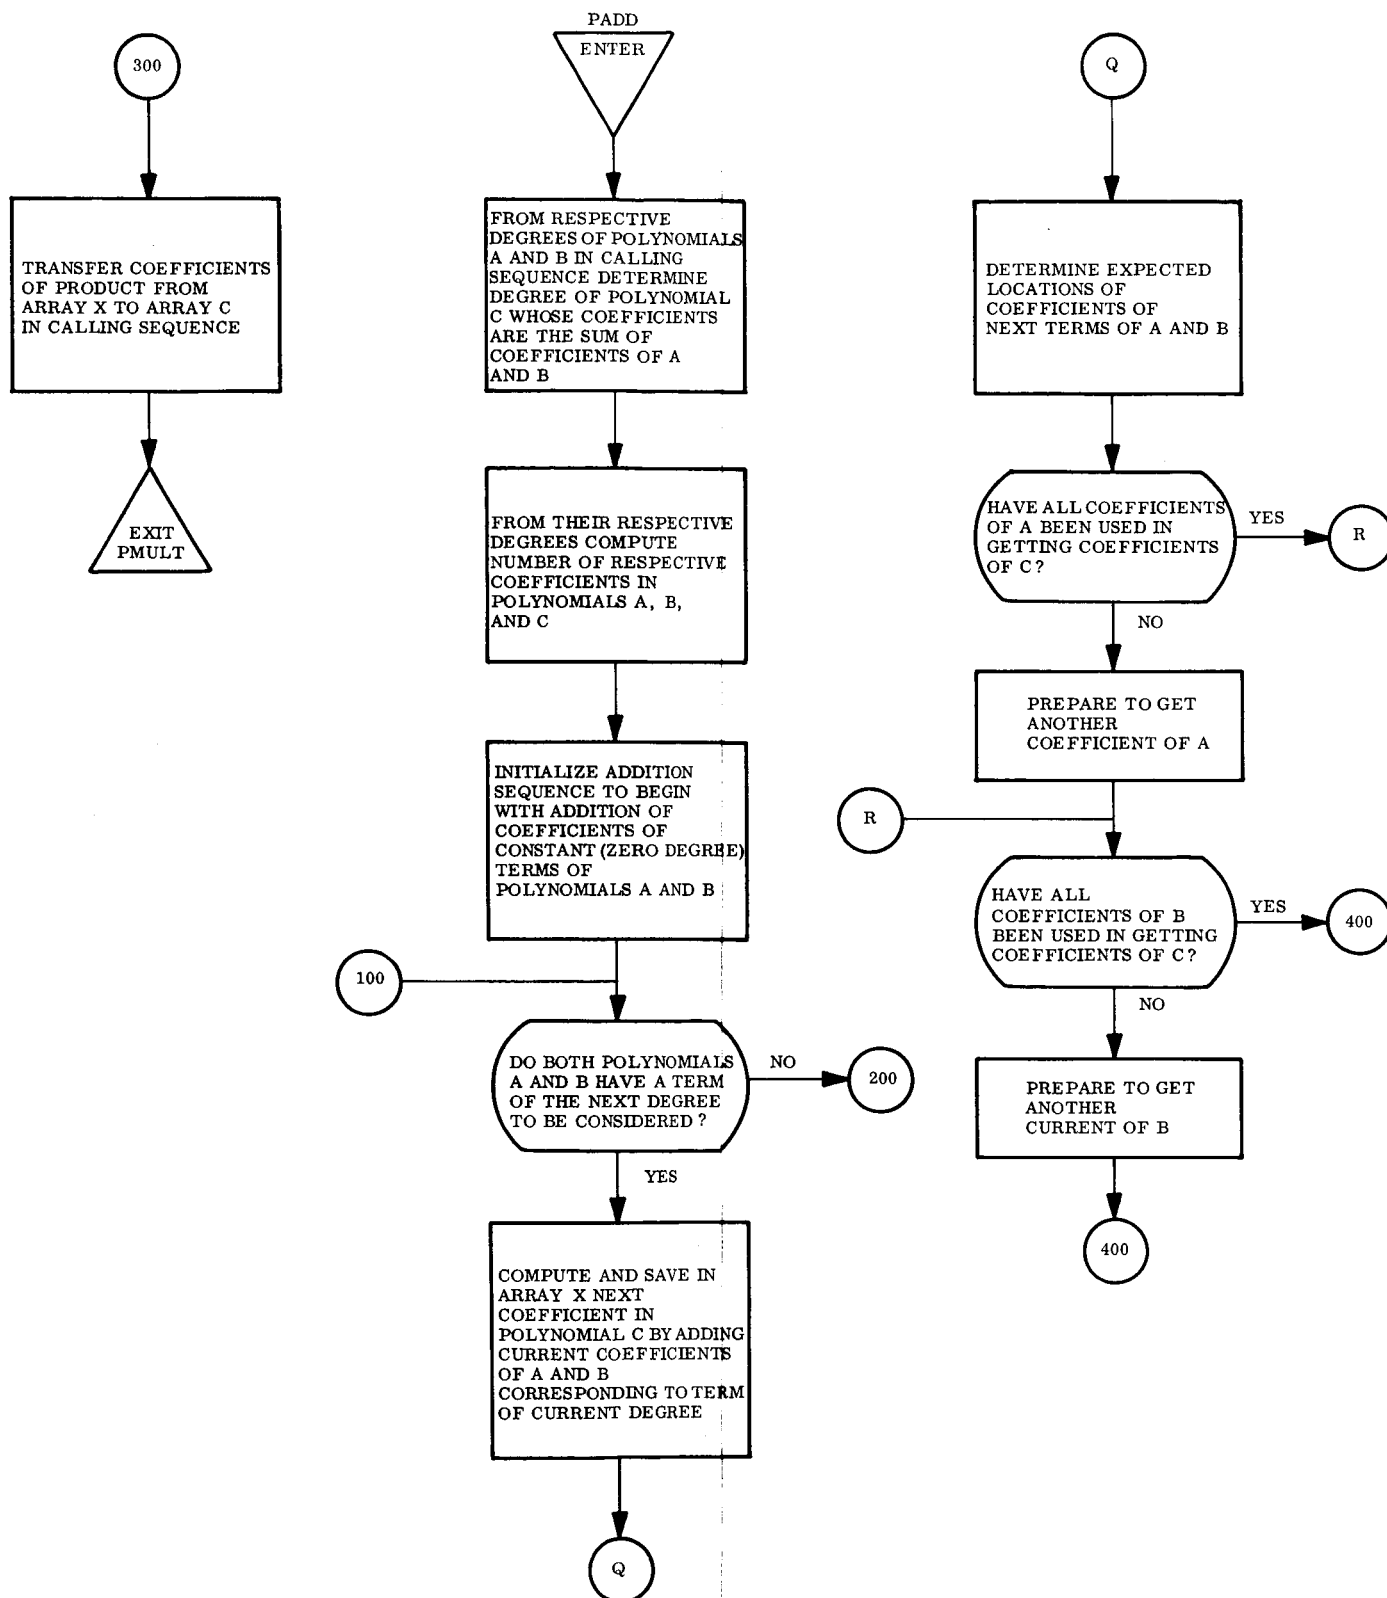 300
TRANSFER COEFFICIENTS
OF PRODUCT FROM
ARRAY X TO ARRAY C
IN CALLING SEQUENCE
EXIT
PMULT
PADD
ENTER
FROM RESPECTIVE
DEGREES OF POLYNOMIALS
A AND B IN CALLING
SEQUENCE DETERMINE
DEGREE OF POLYNOMIAL
C WHOSE COEFFICIENTS
ARE THE SUM OF
COEFFICIENTS OF A
AND B
FROM THEIR RESPECTIVE
DEGREES COMPUTE
NUMBER OF RESPECTIVE
COEFFICIENTS IN
POLYNOMIALS A, B,
AND C
INITIALIZE ADDITION
SEQUENCE TO BEGIN
WITH ADDITION OF
COEFFICIENTS OF
CONSTANT (ZERO DEGREE)
TERMS OF
POLYNOMIALS A AND B
100
DO BOTH POLYNOMIALS
A AND B HAVE A TERM
OF THE NEXT DEGREE
TO BE CONSIDERED ?
NO
200
YES
COMPUTE AND SAVE IN
ARRAY X NEXT
COEFFICIENT IN
POLYNOMIAL C BY ADDING
CURRENT COEFFICIENTS
OF A AND B
CORRESPONDING TO TERM
OF CURRENT DEGREE
Q
Q
DETERMINE EXPECTED
LOCATIONS OF
COEFFICIENTS OF
NEXT TERMS OF A AND B
HAVE ALL COEFFICIENTS
OF A BEEN USED IN
GETTING COEFFICIENTS
OF C?
YES
R
NO
PREPARE TO GET
ANOTHER
COEFFICIENT OF A
R
HAVE ALL
COEFFICIENTS OF B
BEEN USED IN GETTING
COEFFICIENTS OF C?
YES
400
NO
PREPARE TO GET
ANOTHER
CURRENT OF B
400